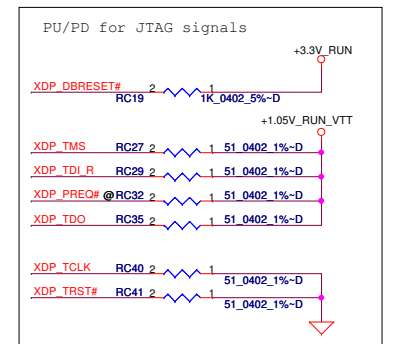 PU/PD for JTAG signals
+3.3V_RUN
XDP_DBRESET# 2 1
RC19 1K_0402_5%~D
+1.05V_RUN_VTT
XDP_TMS RC27 2 1 51_0402_1%~D
XDP_TDI_R RC29 2 1 51_0402_1%~D
XDP_PREQ# @RC32 2 1 51_0402_1%~D
XDP_TDO RC35 2 1 51_0402_1%~D
XDP_TCLK RC40 2 1
51_0402_1%~D
XDP_TRST# RC41 2 1
51_0402_1%~D